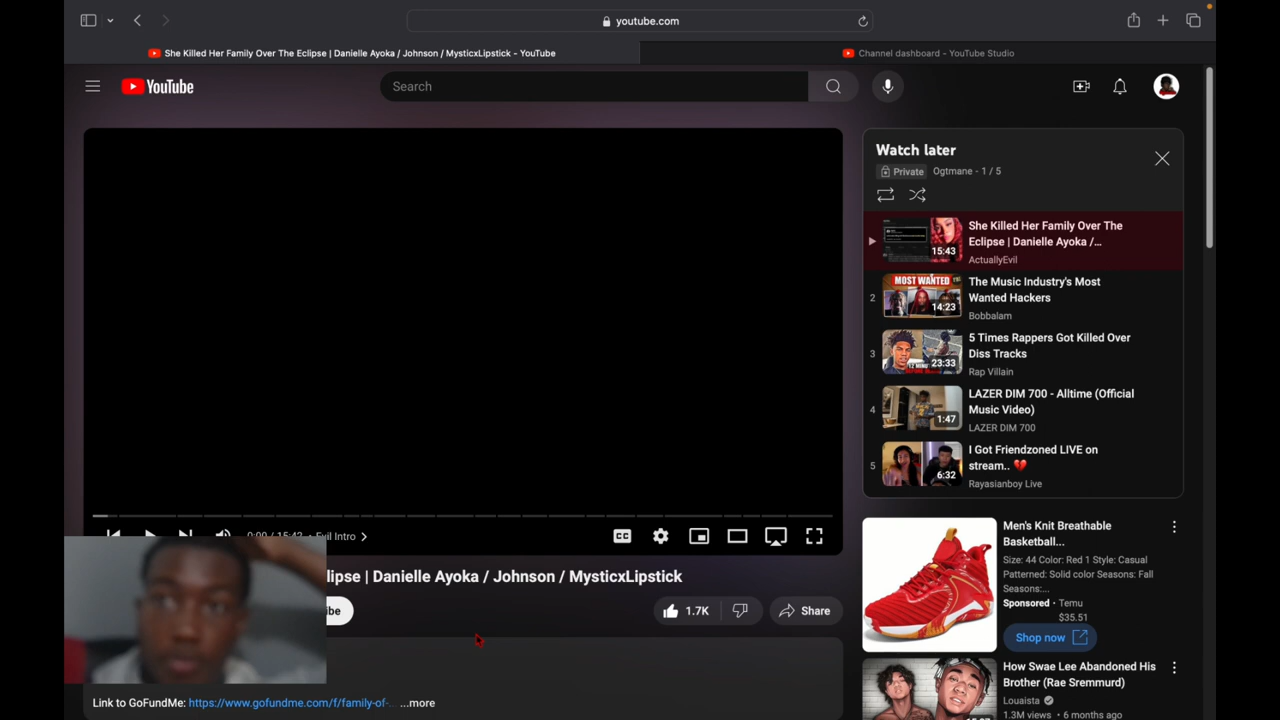 youtube.com
She Killed Her Family Over The Eclipse | Danielle Ayoka / Johnson / MysticxLipstick - YouTube
Channel dashboard - YouTube Studio
YouTube
Search
Watch later
Private Ogtmane - 1 / 5
She Killed Her Family Over The
Eclipse | Danielle Ayoka /...
ActuallyEvil
15:43
2
The Music Industry's Most
Wanted Hackers
Bobbalam
MOST WANTED
14:23
3
5 Times Rappers Got Killed Over
Diss Tracks
Rap Villain
23:33
4
LAZER DIM 700 - Alltime (Official
Music Video)
LAZER DIM 700
1:47
5
I Got Friendzoned LIVE on
stream.. 💔
Rayasianboy Live
6:32
CC
lipse | Danielle Ayoka / Johnson / MysticxLipstick
1.7K
Share
Link to GoFundMe: https://www.gofundme.com/f/family-of-... ...more
Men's Knit Breathable
Basketball...
Size: 44 Color: Red 1 Style: Casual
Patterned: Solid color Seasons: Fall
Seasons:...
Sponsored · Temu
$35.51
Shop now
How Swae Lee Abandoned His
Brother (Rae Sremmurd)
Louaista
1.3M views · 6 months ago